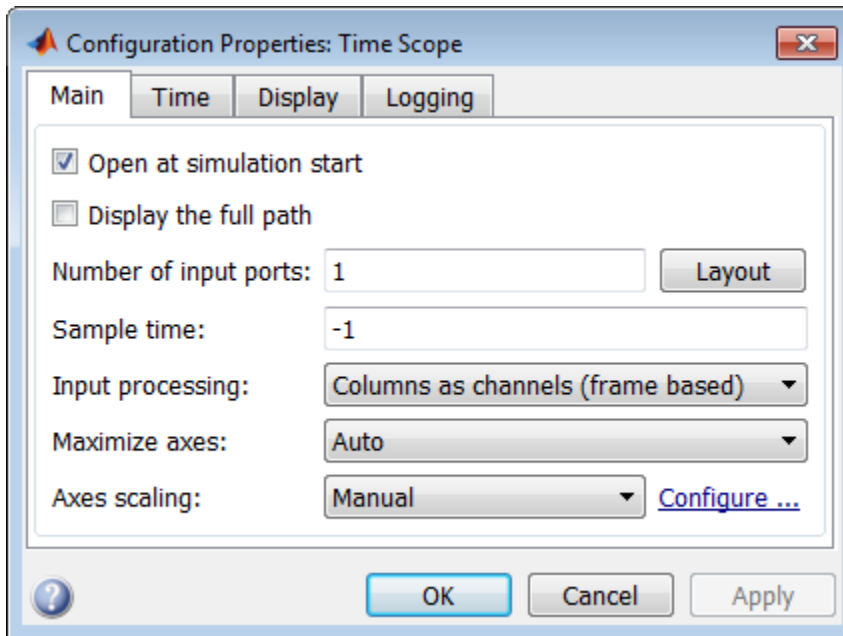 Configuration Properties: Time Scope
Main Time Display Logging
Open at simulation start
Display the full path
Number of input ports: 1 Layout
Sample time: -1
Input processing: Columns as channels (frame based)
Maximize axes: Auto
Axes scaling: Manual Configure ...
? OK Cancel Apply